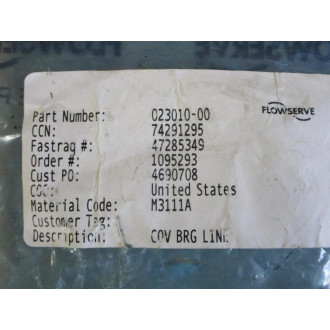 FLOWSERVE
Part Number: 023010-00
FLOWSERVE
CCN: 74291295
Fastraq #: 47285349
Order #: 1095293
Cust PO: 4690708
COO: United States
Material Code: M3111A
Customer Tag:
Description: COV BRG LINE